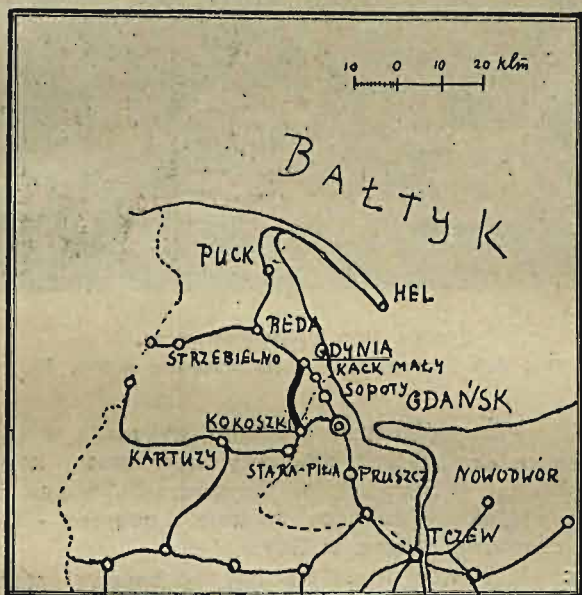 10 0 10 20 klm
BAŁTYK
PUCK
HEL
REDA
STRZEBIELNO
GDYNIA
KACK MAŁY
SOPOTY
GDAŃSK
KOKOSZKI
KARTUZY
STARA-PIŁA
PRUSZCZ
NOWODWÓR
TCZEW